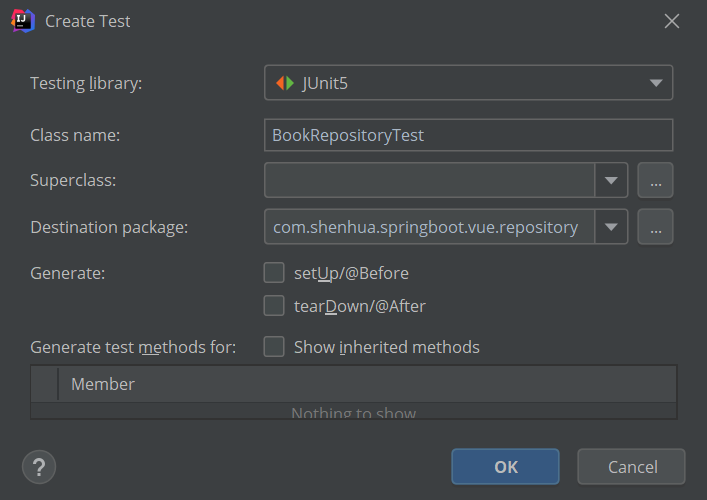 Create Test
Testing library:
JUnit5
Class name:
BookRepositoryTest
Superclass:
...
Destination package:
com.shenhua.springboot.vue.repository
...
Generate:
setUp/@Before
tearDown/@After
Generate test methods for:
Show inherited methods
Member
Nothing to show
?
OK
Cancel